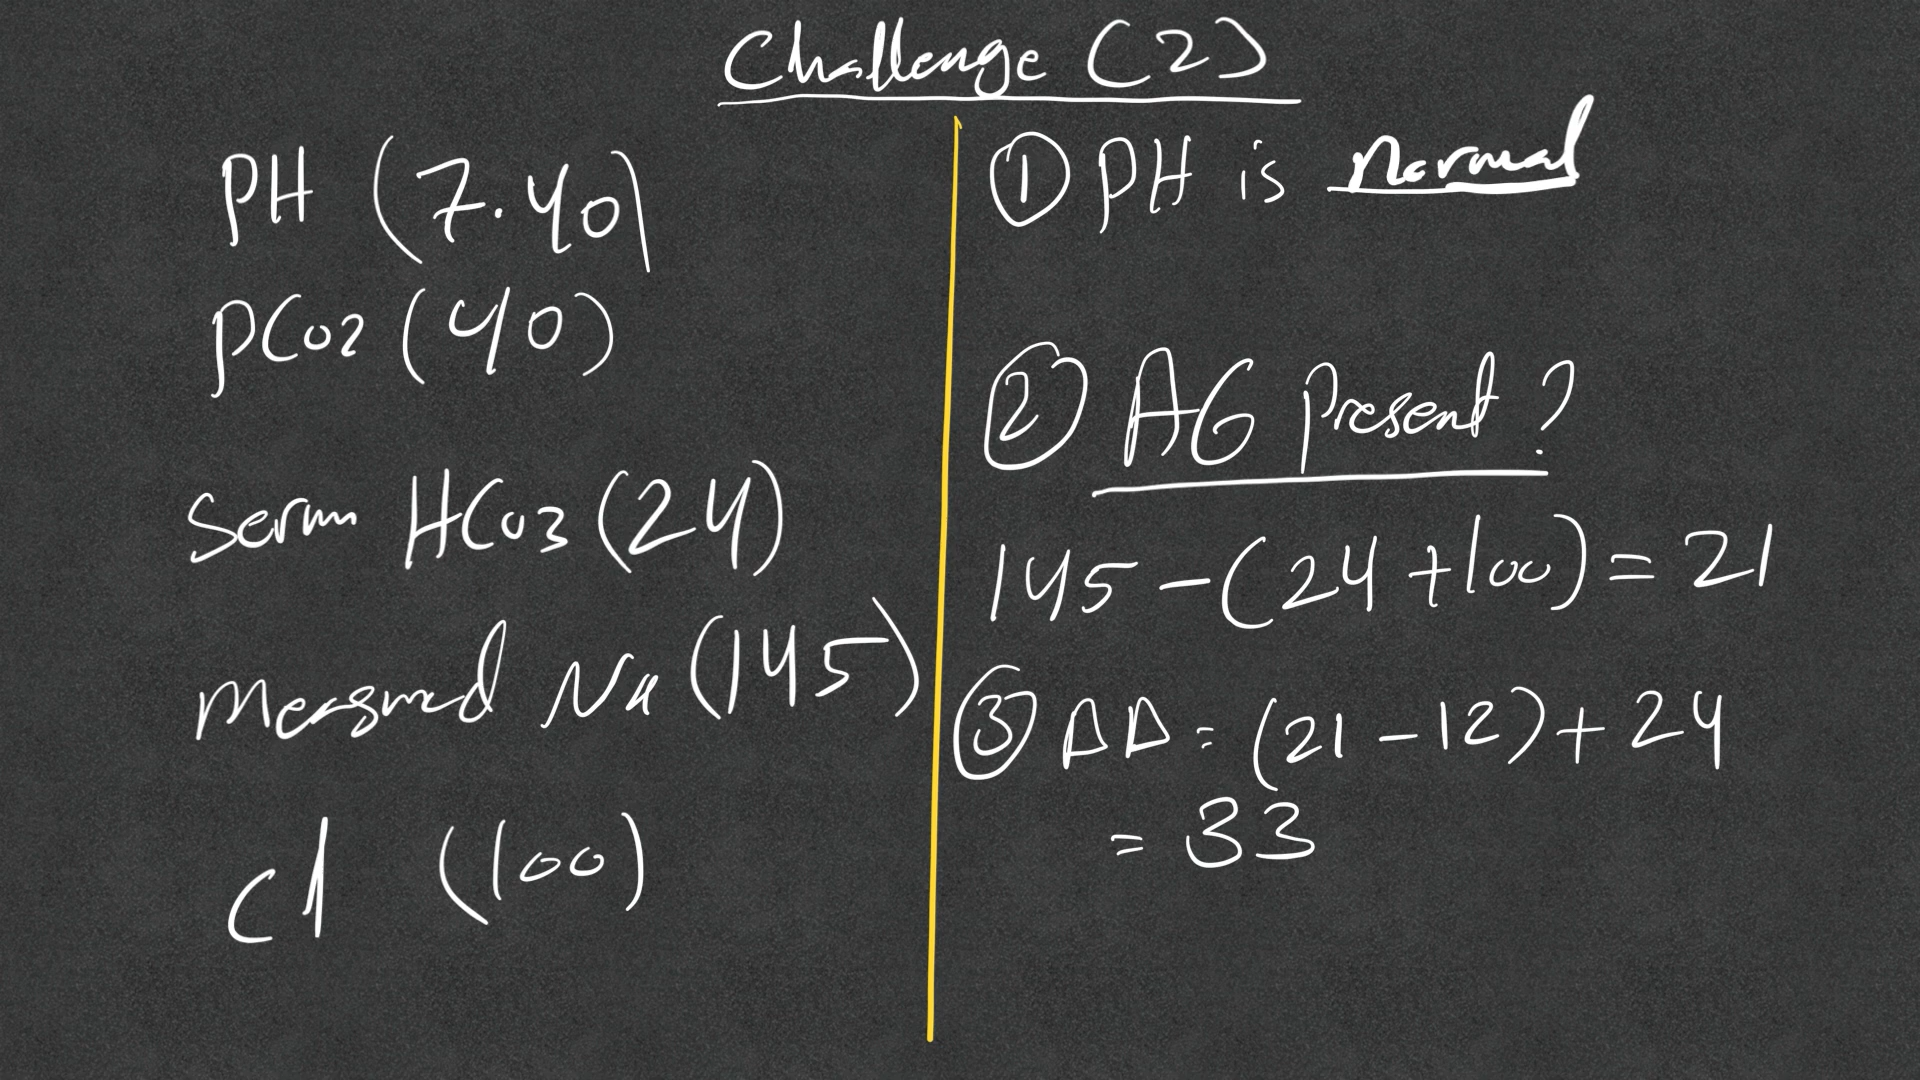 Challenge (2)
PH (7.40)
PCO2 (40)
Serum HCO3 (24)
Measured Na (145)
Cl (100)
① PH is normal
② AG Present?
145 - (24 + 100) = 21
③ ΔΔ = (21 - 12) + 24
= 33